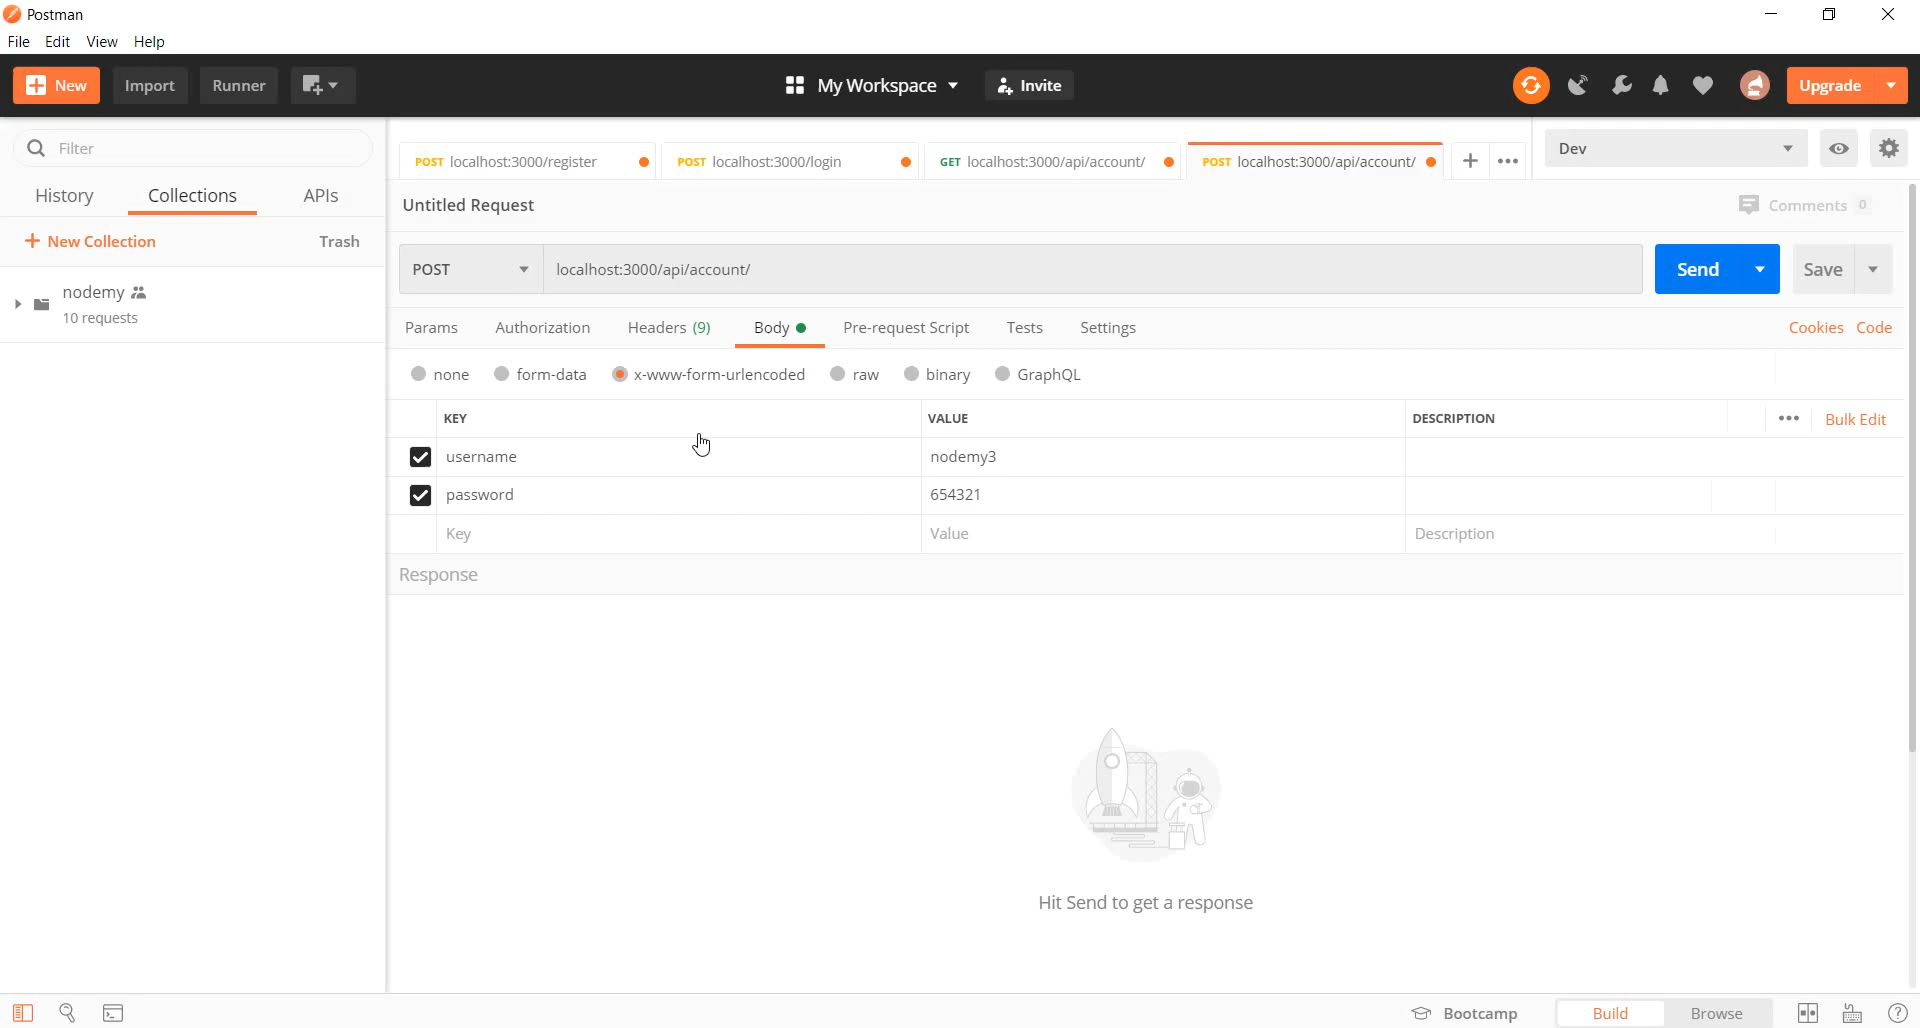 Postman
File Edit View Help
New Import Runner My Workspace Invite Upgrade
Filter
History Collections APIs
New Collection Trash
nodemy
10 requests
POST localhost:3000/register POST localhost:3000/login GET localhost:3000/api/account/ POST localhost:3000/api/account/ Dev
Untitled Request Comments 0
POST localhost:3000/api/account/ Send Save
Params Authorization Headers (9) Body Pre-request Script Tests Settings Cookies Code
none form-data x-www-form-urlencoded raw binary GraphQL
KEY VALUE DESCRIPTION Bulk Edit
username nodemy3
password 654321
Key Value Description
Response
Hit Send to get a response
Bootcamp Build Browse